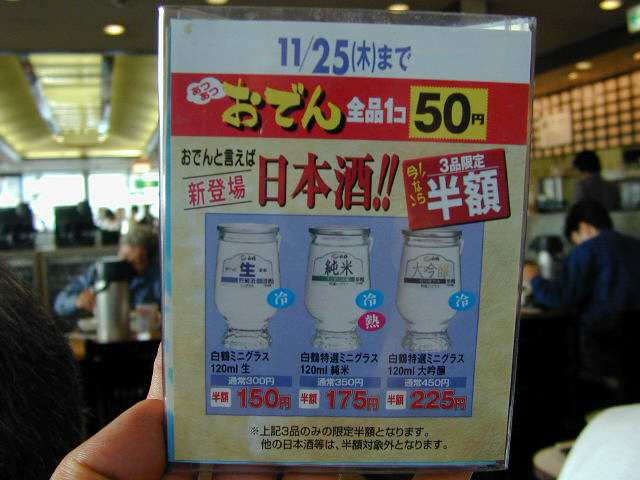 11/25(木)まで
あつあつ
おでん 全品1コ 50円
おでんと言えば
新登場
日本酒!!
今なら!
3品限定
半額
生
純米
大吟醸
冷
冷
熱
冷
白鶴ミニグラス
120ml 生
通常300円
半額 150円
白鶴特選ミニグラス
120ml 純米
通常350円
半額 175円
白鶴特選ミニグラス
120ml 大吟醸
通常450円
半額 225円
※上記3品のみの限定半額となります。
他の日本酒等は、半額対象外となります。